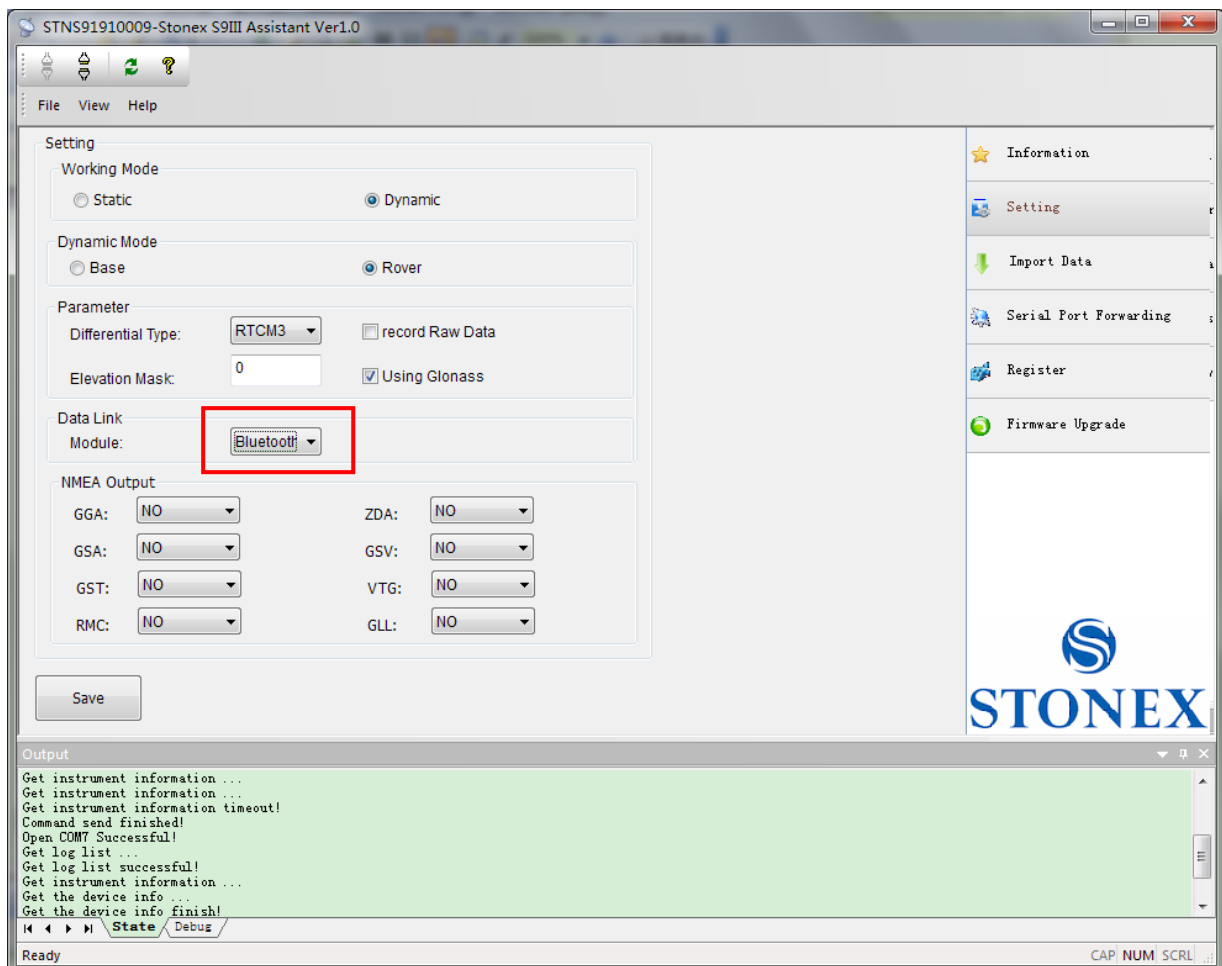 STNS91910009-Stonex S9III Assistant Ver1.0
File View Help
Setting
Working Mode
Static Dynamic
Dynamic Mode
Base Rover
Parameter
Differential Type: RTCM3 record Raw Data
Elevation Mask: 0 Using Glonass
Data Link
Module: Bluetooth
NMEA Output
GGA: NO ZDA: NO
GSA: NO GSV: NO
GST: NO VTG: NO
RMC: NO GLL: NO
Save
Information
Setting
Import Data
Serial Port Forwarding
Register
Firmware Upgrade
STONEX
Output
Get instrument information ...
Get instrument information ...
Get instrument information timeout!
Command send finished!
Open COM7 Successful!
Get log list ...
Get log list successful!
Get instrument information ...
Get the device info ...
Get the device info finish!
State Debug
Ready CAP NUM SCRL